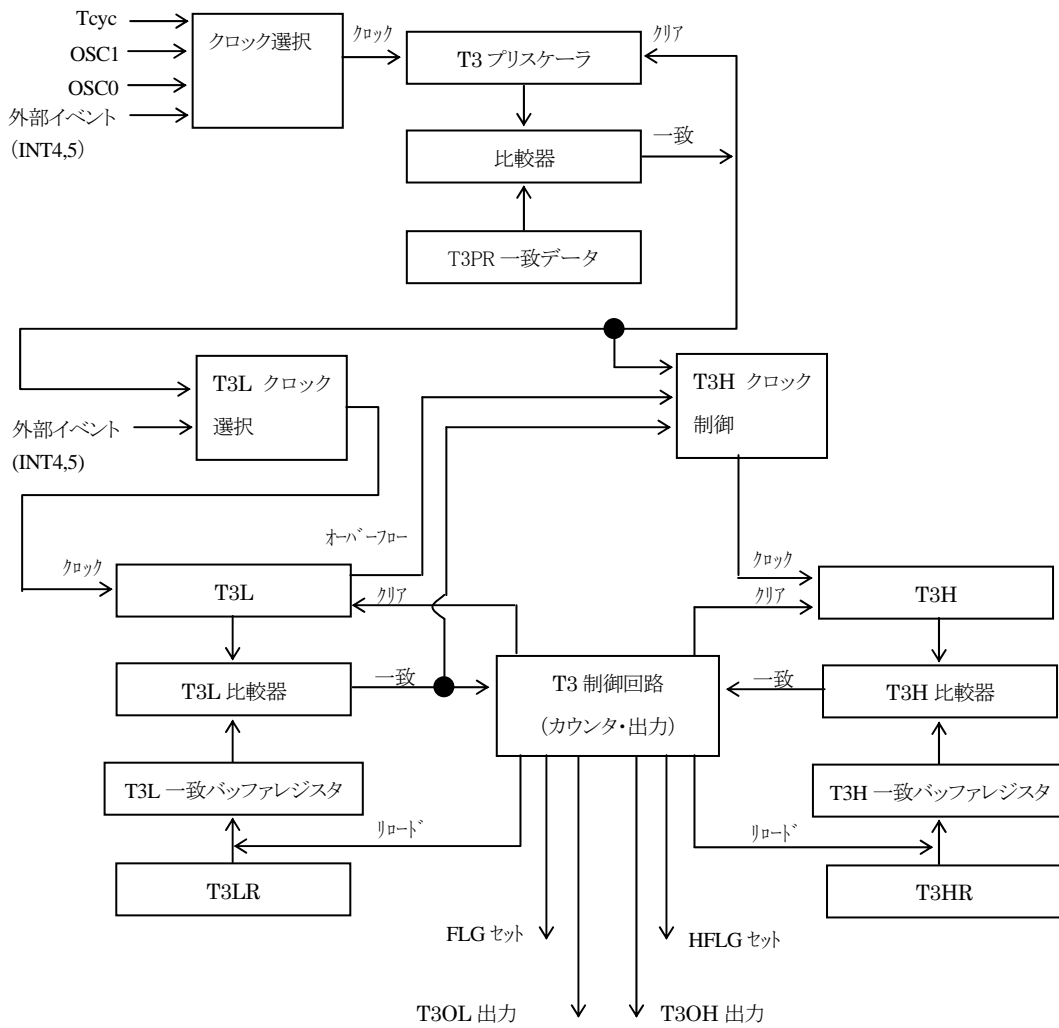 Tcyc
OSC1
OSC0
外部イベント
(INT4,5)
クロック選択
ｸﾛｯｸ
T3 プリスケーラ
ｸﾘｱ
比較器
一致
T3PR 一致データ
T3L クロック
選択
外部イベント
(INT4,5)
T3H クロック
制御
ｵｰﾊﾞｰﾌﾛｰ
ｸﾛｯｸ
T3L
ｸﾘｱ
ｸﾘｱ
ｸﾛｯｸ
T3H
T3L 比較器
一致
T3 制御回路
(カウンタ・出力)
一致
T3H 比較器
T3L 一致バッファレジスタ
T3H 一致バッファレジスタ
ﾘﾛｰﾄﾞ
ﾘﾛｰﾄﾞ
T3LR
T3HR
FLG セット
HFLG セット
T3OL 出力
T3OH 出力